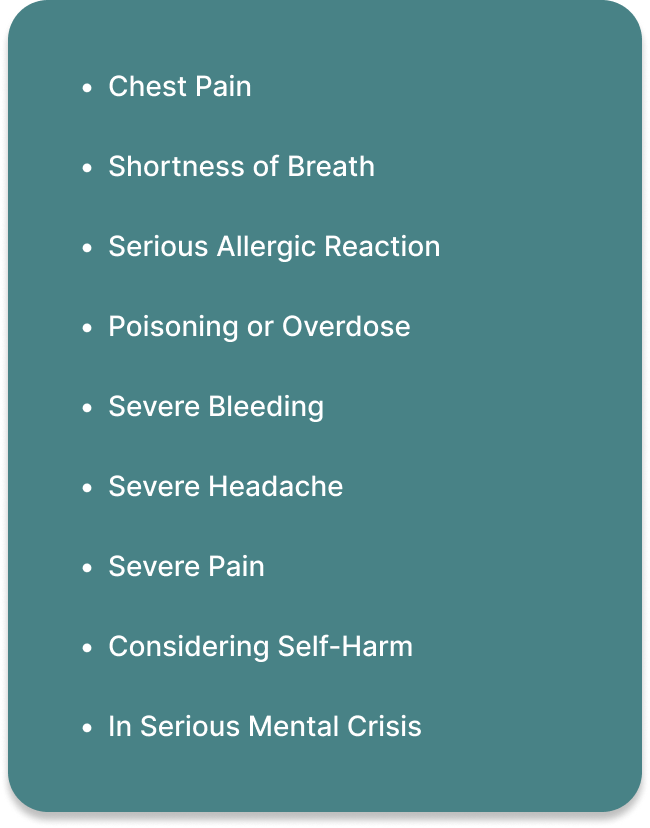 • Chest Pain
• Shortness of Breath
• Serious Allergic Reaction
• Poisoning or Overdose
• Severe Bleeding
• Severe Headache
• Severe Pain
• Considering Self-Harm
• In Serious Mental Crisis